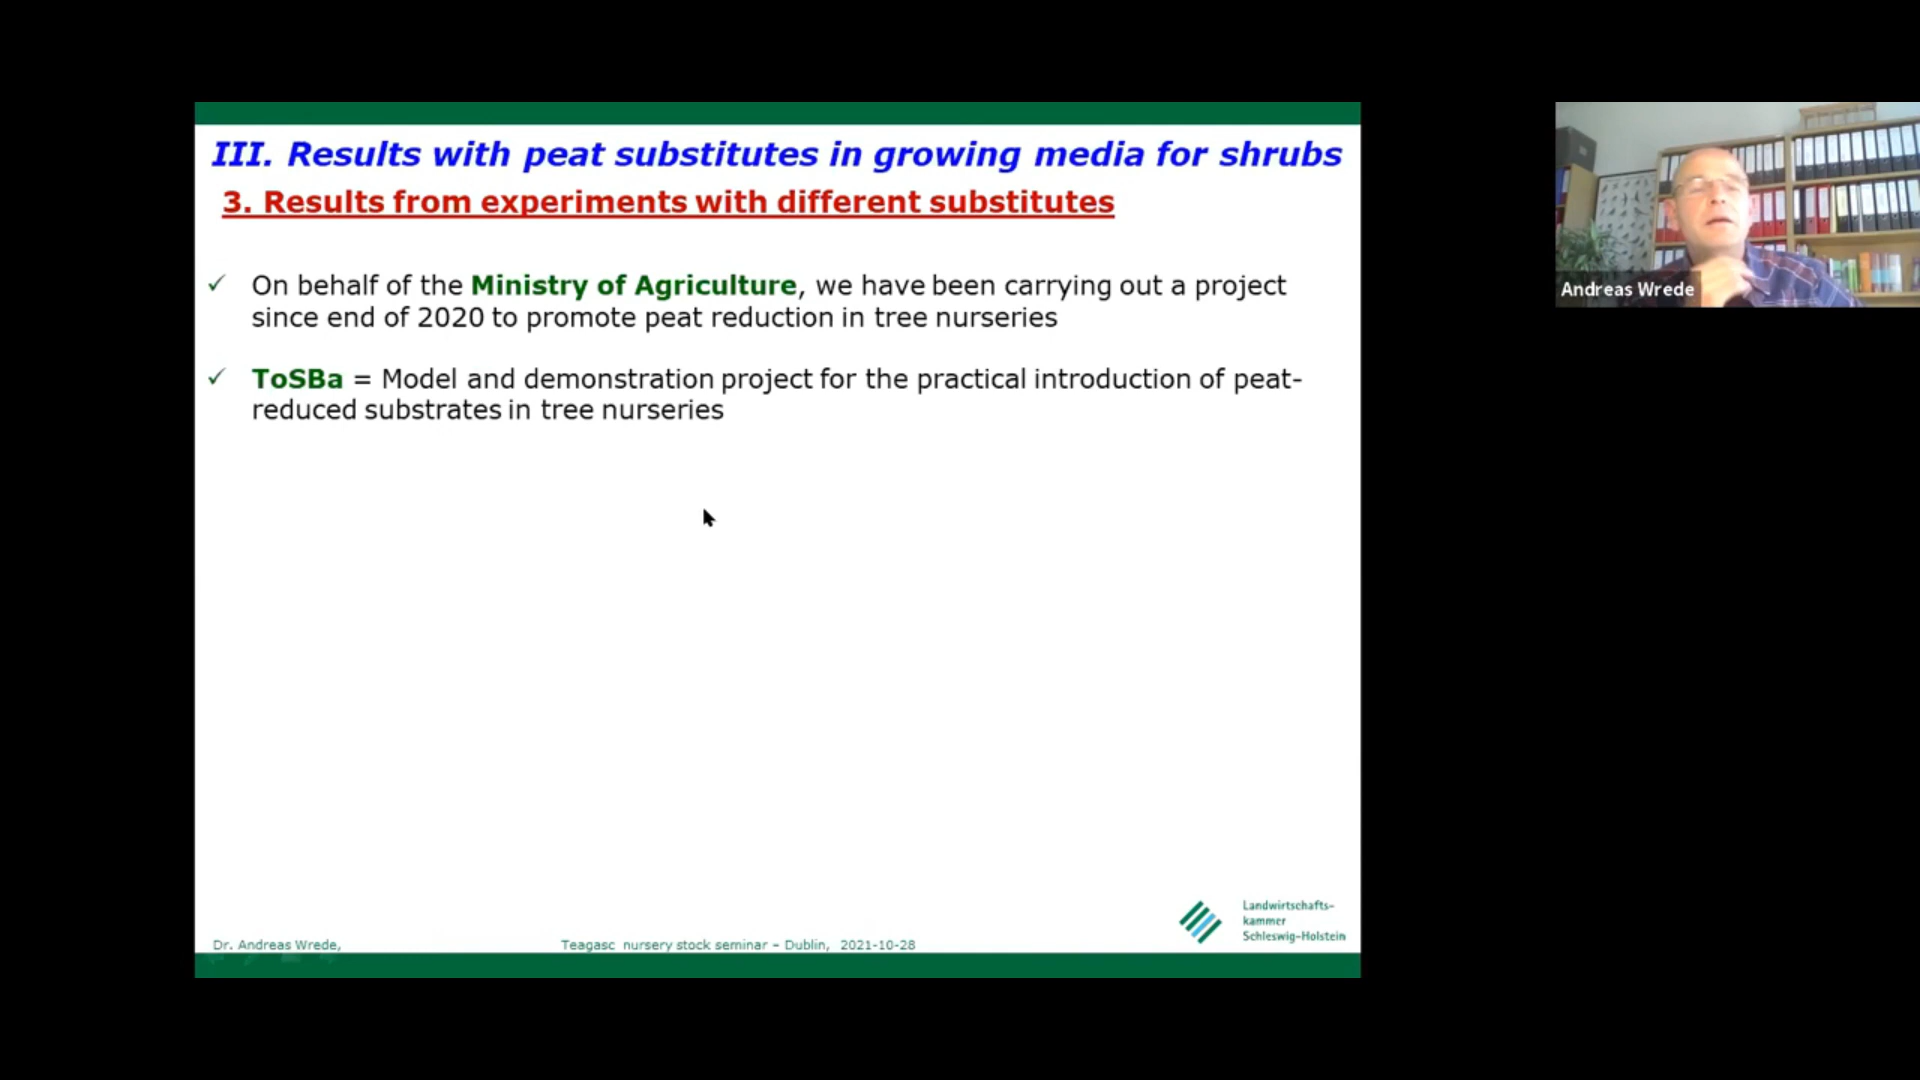 III. Results with peat substitutes in growing media for shrubs
3. Results from experiments with different substitutes
✓ On behalf of the Ministry of Agriculture, we have been carrying out a project
since end of 2020 to promote peat reduction in tree nurseries
✓ ToSBa = Model and demonstration project for the practical introduction of peat-
reduced substrates in tree nurseries
Andreas Wrede
Landwirtschafts-
kammer
Schleswig-Holstein
Dr. Andreas Wrede,
Teagasc nursery stock seminar – Dublin, 2021-10-28